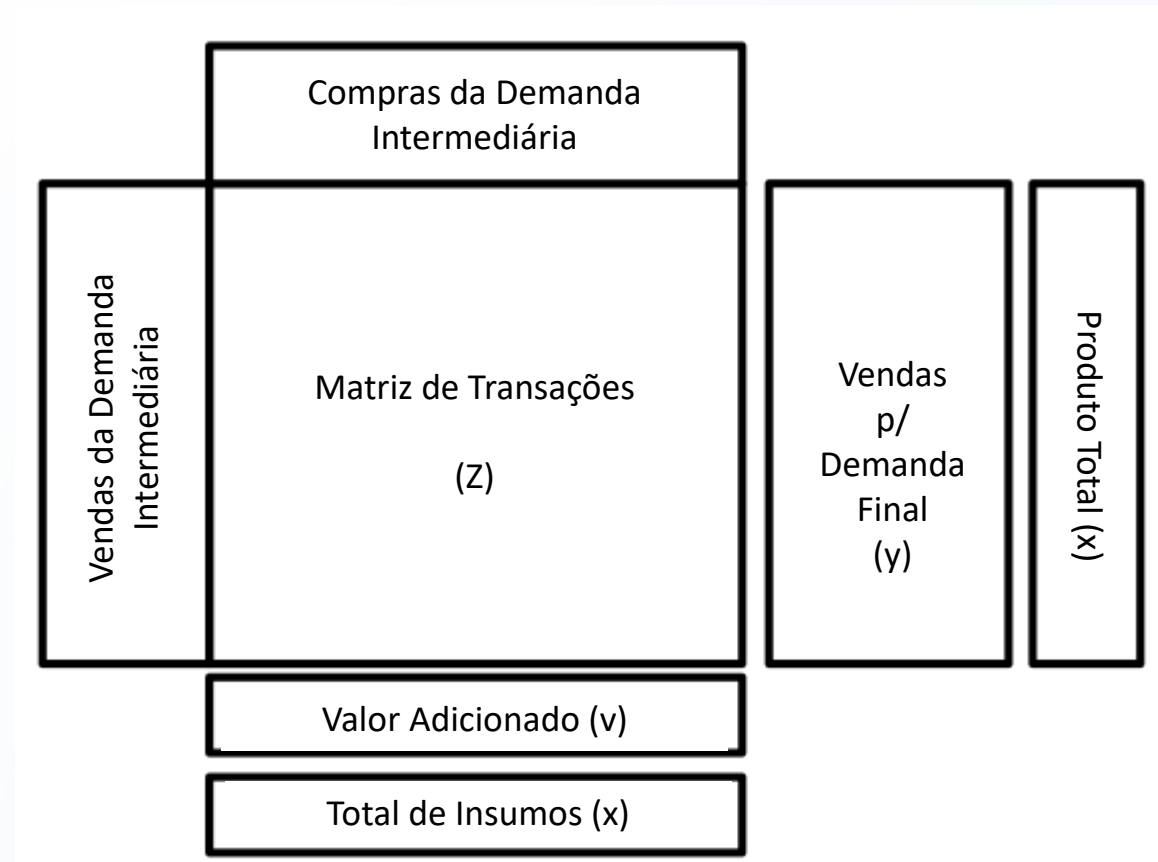 Compras da Demanda
Intermediária
Vendas da Demanda
Intermediária
Matriz de Transações
(Z)
Vendas
p/
Demanda
Final
(y)
Produto Total (x)
Valor Adicionado (v)
Total de Insumos (x)